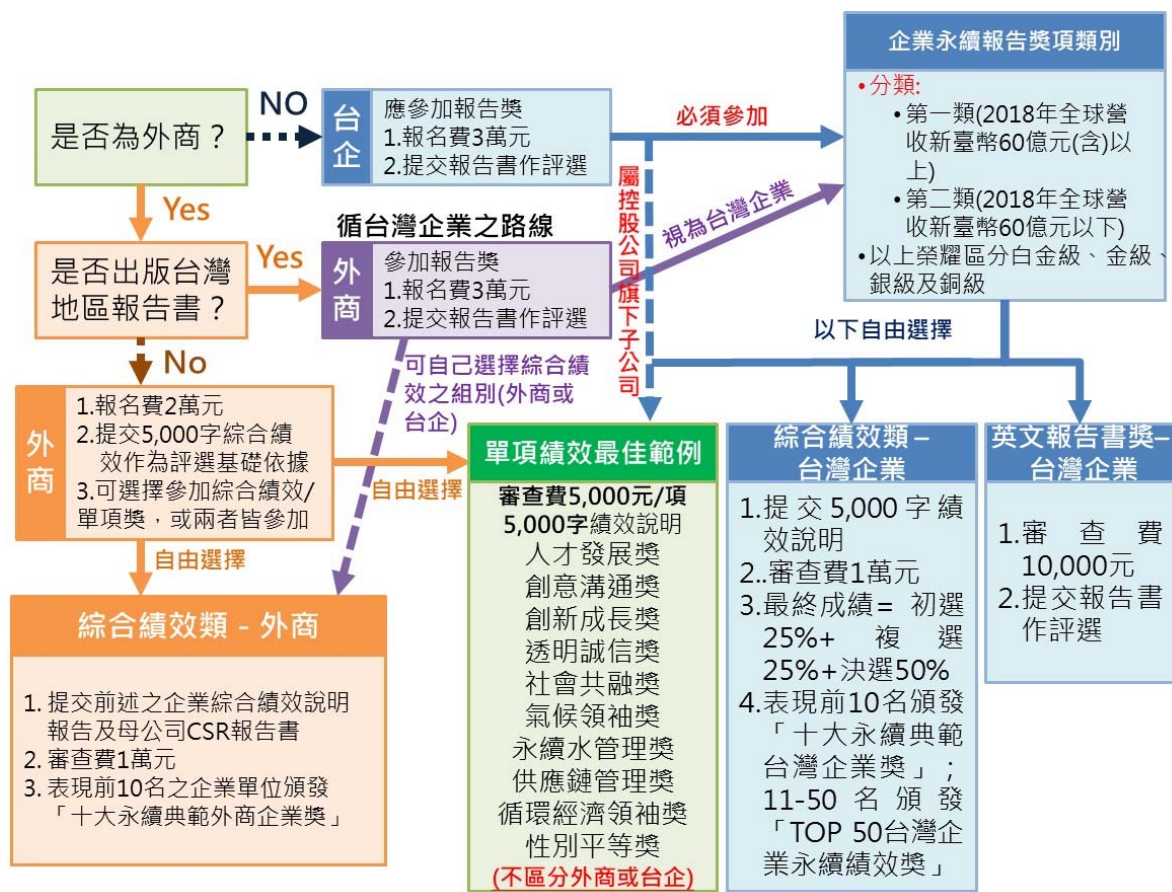 是否為外商？
NO
台企
應參加報告獎
1.報名費3萬元
2.提交報告書作評選
必須參加
企業永續報告獎項類別
•分類:
•第一類(2018年全球營
收新臺幣60億元(含)以
上)
•第二類(2018年全球營
收新臺幣60億元以下)
•以上榮耀區分白金級、金級、
銀級及銅級
Yes
是否出版台灣
地區報告書？
Yes
循台灣企業之路線
外商
參加報告獎
1.報名費3萬元
2.提交報告書作評選
視為台灣企業
屬控股公司旗下子公司
以下自由選擇
No
外商
1.報名費2萬元
2.提交5,000字綜合績
效作為評選基礎依據
3.可選擇參加綜合績效/
單項獎，或兩者皆參加
可自己選擇綜合績
效之組別(外商或
台企)
自由選擇
自由選擇
綜合績效類 - 外商
1. 提交前述之企業綜合績效說明
報告及母公司CSR報告書
2. 審查費1萬元
3. 表現前10名之企業單位頒發
「十大永續典範外商企業獎」
單項績效最佳範例
審查費5,000元/項
5,000字績效說明
人才發展獎
創意溝通獎
創新成長獎
透明誠信獎
社會共融獎
氣候領袖獎
永續水管理獎
供應鏈管理獎
循環經濟領袖獎
性別平等獎
(不區分外商或台企)
綜合績效類–
台灣企業
1.提交5,000字績
效說明
2..審查費1萬元
3.最終成績= 初選
25%+ 複選
25%+決選50%
4.表現前10名頒發
「十大永續典範
台灣企業獎」；
11-50名頒發
「TOP 50台灣企
業永續績效獎」
英文報告書獎–
台灣企業
1.審查費
10,000元
2.提交報告書
作評選